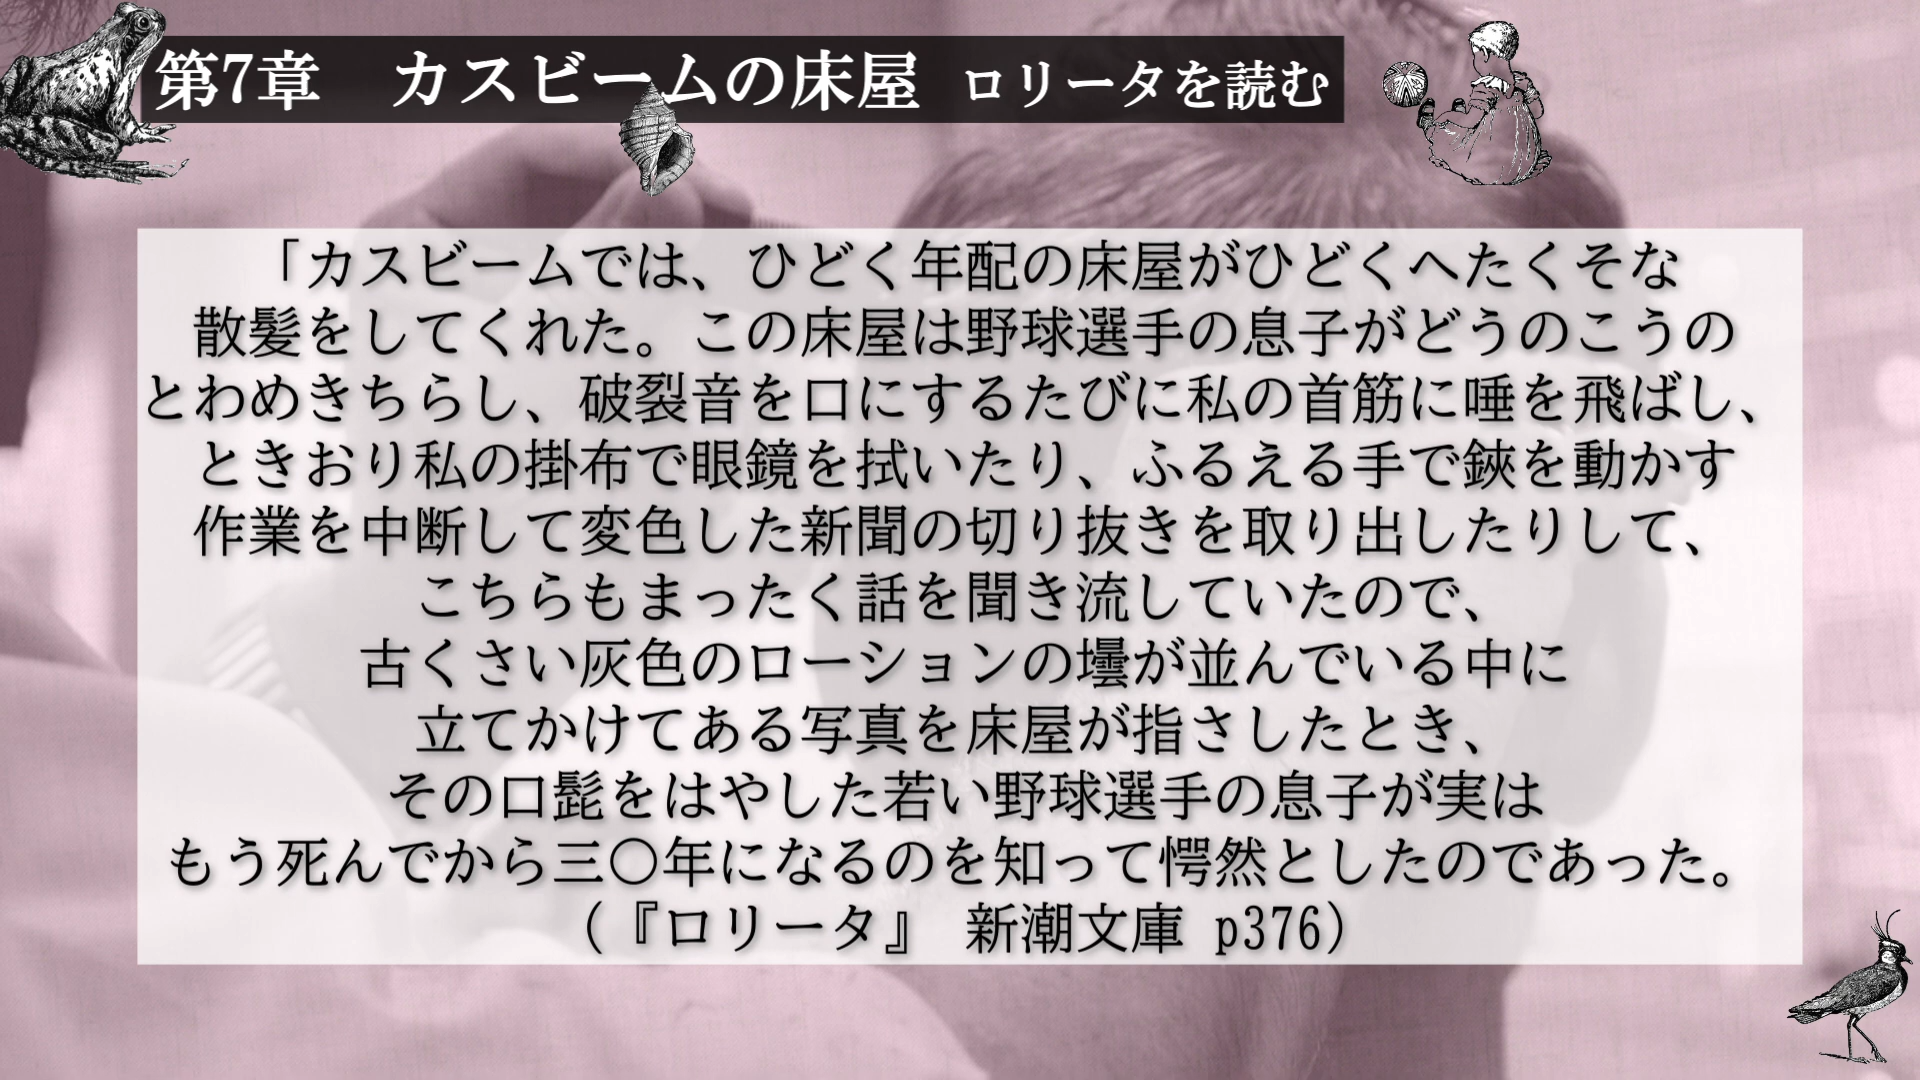 第7章　カスビームの床屋　ロリータを読む
「カスビームでは、ひどく年配の床屋がひどくへたくそな
散髪をしてくれた。この床屋は野球選手の息子がどうのこうの
とわめきちらし、破裂音を口にするたびに私の首筋に唾を飛ばし、
ときおり私の掛布で眼鏡を拭いたり、ふるえる手で鋏を動かす
作業を中断して変色した新聞の切り抜きを取り出したりして、
こちらもまったく話を聞き流していたので、
古くさい灰色のローションの壜が並んでいる中に
立てかけてある写真を床屋が指さしたとき、
その口髭をはやした若い野球選手の息子が実は
もう死んでから三〇年になるのを知って愕然としたのであった。
（『ロリータ』　新潮文庫 p376）